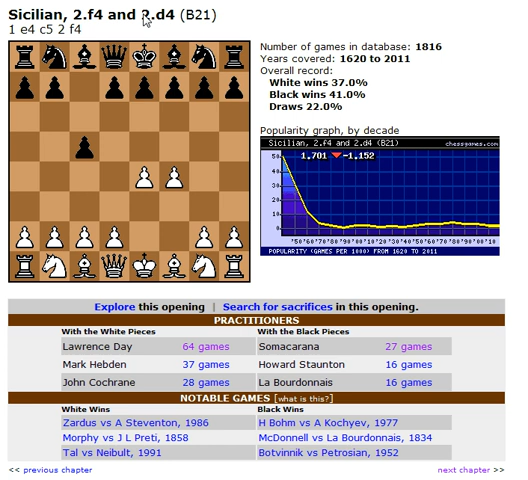 Sicilian, 2.f4 and 2.d4 (B21)
1 e4 c5 2 f4
Number of games in database: 1816
Years covered: 1620 to 2011
Overall record:
White wins 37.0%
Black wins 41.0%
Draws 22.0%
Popularity graph, by decade
Sicilian, 2.f4 and 2.d4 (B21) chessgames.com
1.701 ▼-1.152
50
40
30
20
10
0
'50'60'70'80'90'00'10'20'30'40'50'60'70'80'90'00'10
POPULARITY (GAMES PER 1000) FROM 1620 TO 2011
Explore this opening | Search for sacrifices in this opening.
PRACTITIONERS
With the White Pieces With the Black Pieces
Lawrence Day 64 games Somacarana 27 games
Mark Hebden 37 games Howard Staunton 16 games
John Cochrane 28 games La Bourdonnais 16 games
NOTABLE GAMES [what is this?]
White Wins Black Wins
Zardus vs A Steventon, 1986 H Bohm vs A Kochyev, 1977
Morphy vs J L Preti, 1858 McDonnell vs La Bourdonnais, 1834
Tal vs Neibult, 1991 Botvinnik vs Petrosian, 1952
<< previous chapter next chapter >>